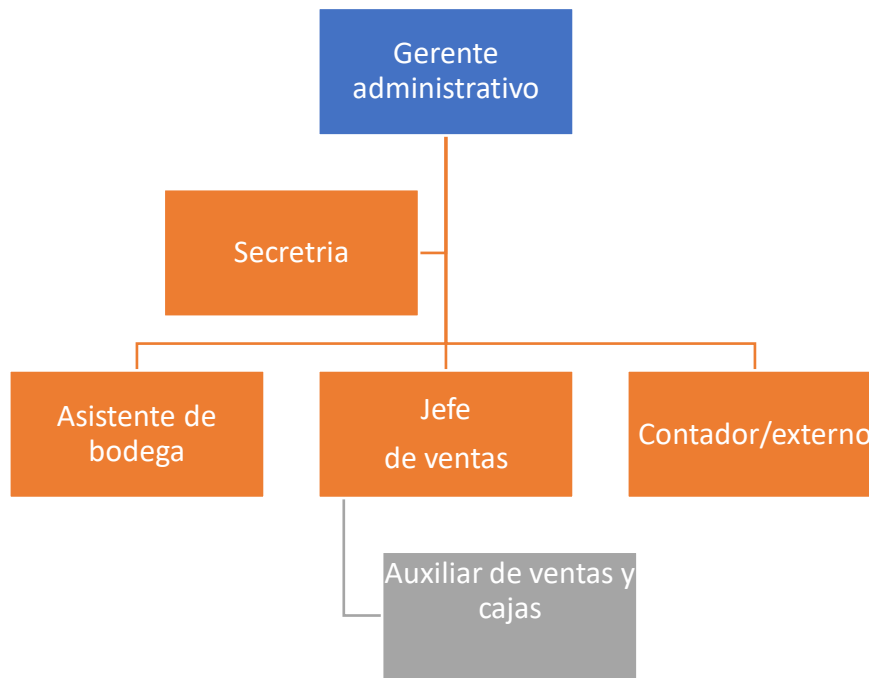 Gerente
administrativo
Secretria
Asistente de
bodega
Jefe
de ventas
Contador/externo
Auxiliar de ventas y
cajas